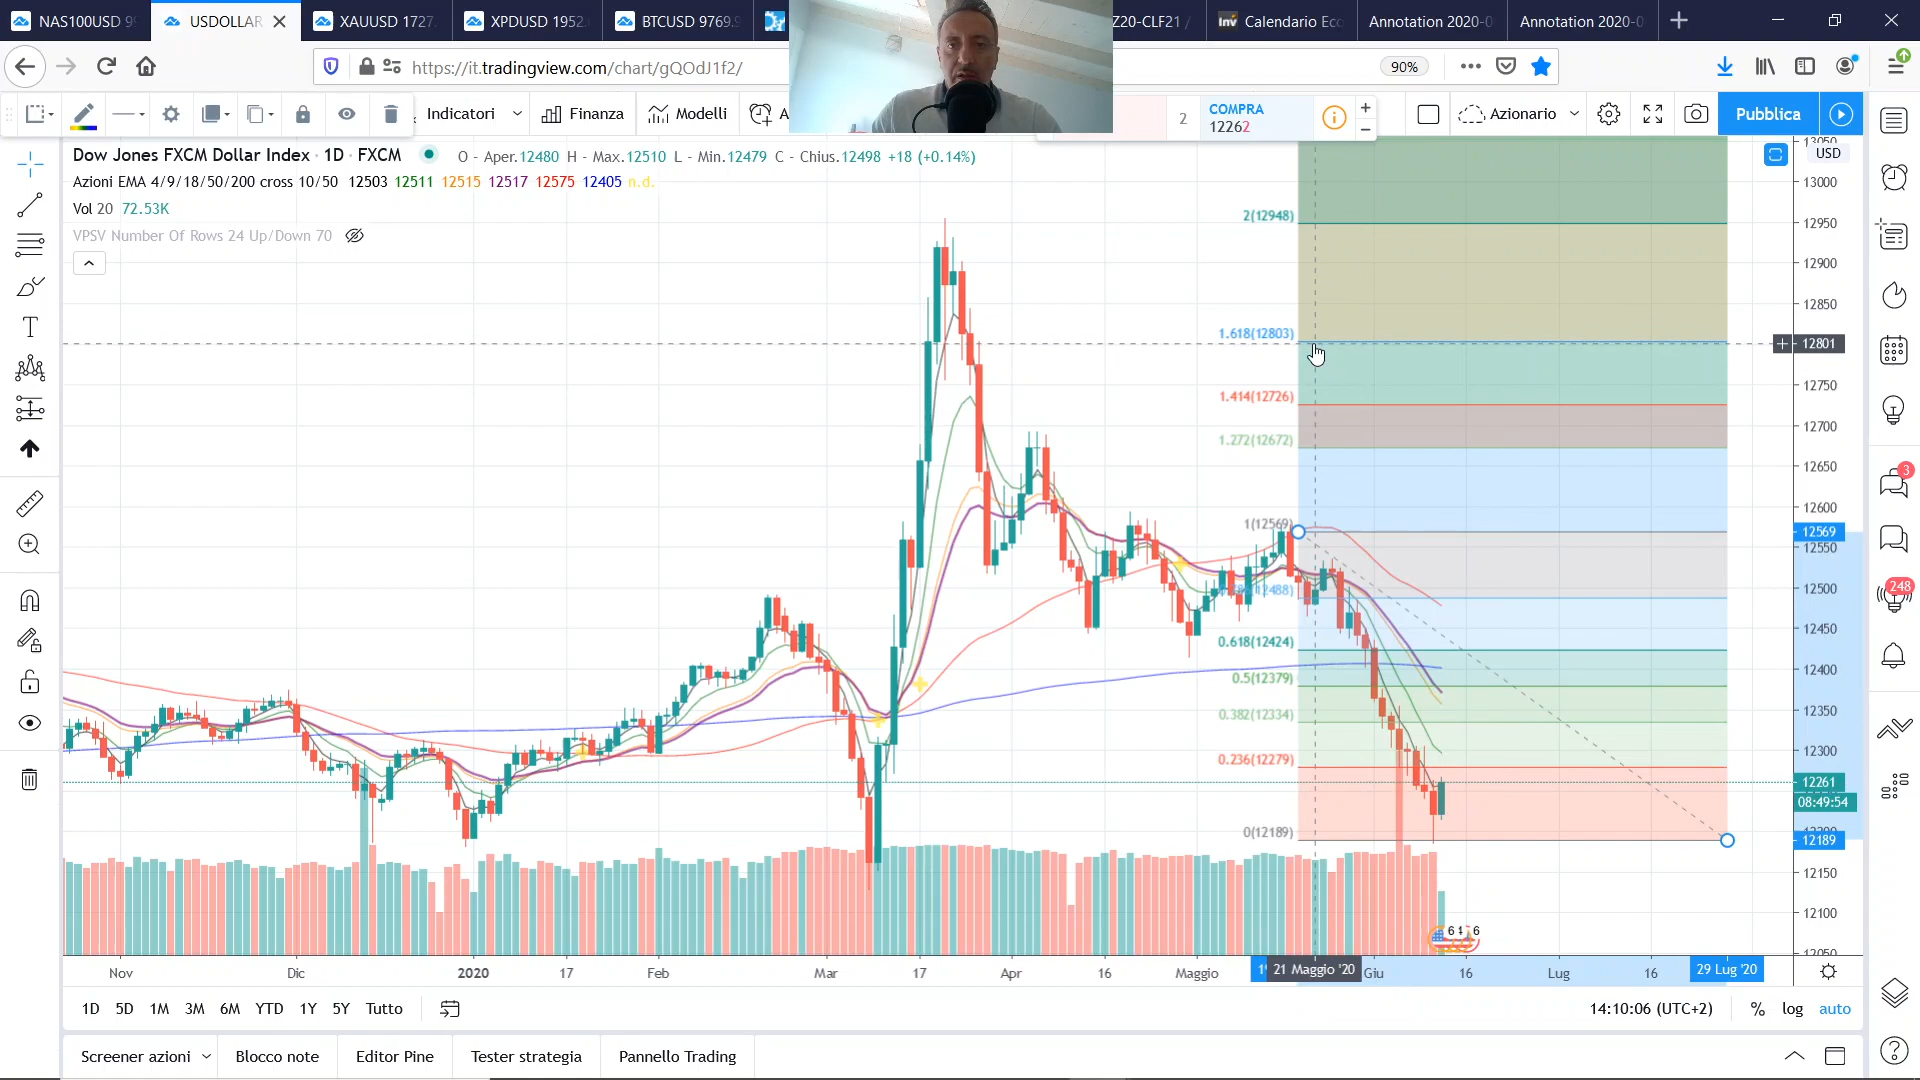 NAS100USD 99
USDOLLAR
XAUUSD 1727.
XPDUSD 1952.
BTCUSD 9769.9
Z20-CLF21 /
Inv Calendario Eco
Annotation 2020-0
Annotation 2020-0
https://it.tradingview.com/chart/gQOdJ1f2/
90%
Indicatori
Finanza
Modelli
A
2
COMPRA
12262
Azionario
Pubblica
Dow Jones FXCM Dollar Index · 1D · FXCM
O - Aper.12480 H - Max.12510 L - Min.12479 C - Chius.12498 +18 (+0.14%)
Azioni EMA 4/9/18/50/200 cross 10/50 12503 12511 12515 12517 12575 12405 n.d.
Vol 20 72.53K
VPSV Number Of Rows 24 Up/Down 70
USD
13050
13000
12950
12900
12850
12801
12750
12700
12650
12600
12569
12550
12500
12450
12400
12350
12300
12261
08:49:54
12200
12189
12150
12100
12050
2(12948)
1.618(12803)
1.414(12726)
1.272(12672)
1(12569)
0.618(12424)
0.5(12379)
0.382(12334)
0.236(12279)
0(12189)
3
248
Nov
Dic
2020
17
Feb
Mar
17
Apr
16
Maggio
21 Maggio '20
Giu
16
Lug
16
29 Lug '20
1D 5D 1M 3M 6M YTD 1Y 5Y Tutto
14:10:06 (UTC+2)
% log auto
Screener azioni
Blocco note
Editor Pine
Tester strategia
Pannello Trading